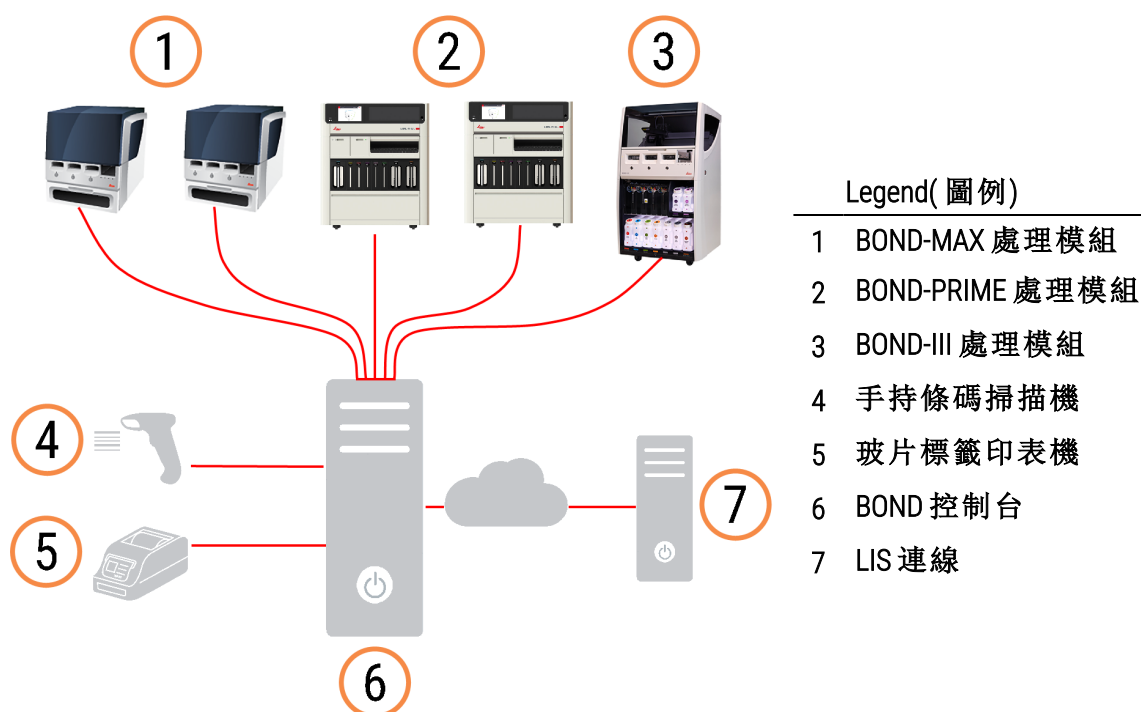 1
2
3
4
5
6
7
Legend( 圖例)
1 BOND-MAX 處理模組
2 BOND-PRIME 處理模組
3 BOND-III 處理模組
4 手持條碼掃描機
5 玻片標籤印表機
6 BOND 控制台
7 LIS 連線